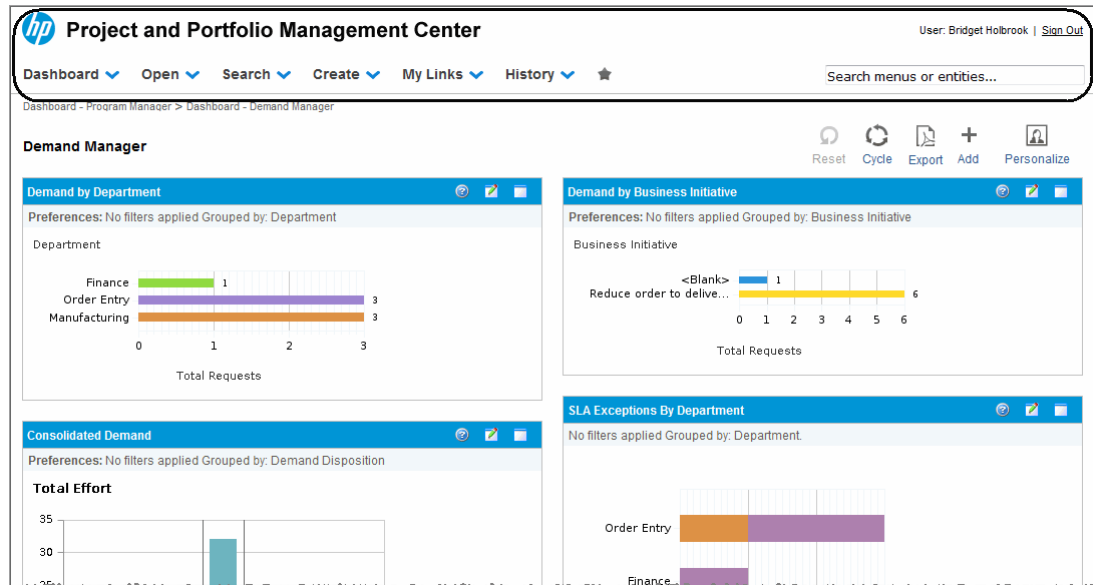 hp Project and Portfolio Management Center
User: Bridget Holbrook | Sign Out
Dashboard Open Search Create My Links History
Search menus or entities...
Dashboard - Program Manager > Dashboard - Demand Manager
Demand Manager
Reset Cycle Export Add Personalize
Demand by Department
Preferences: No filters applied Grouped by: Department
Department
Finance 1
Order Entry 3
Manufacturing 3
0 1 2 3
Total Requests
Demand by Business Initiative
Preferences: No filters applied Grouped by: Business Initiative
Business Initiative
<Blank> 1
Reduce order to delive... 6
0 1 2 3 4 5 6
Total Requests
Consolidated Demand
Preferences: No filters applied Grouped by: Demand Disposition
Total Effort
35
30
25
SLA Exceptions By Department
No filters applied Grouped by: Department.
Order Entry
Finance